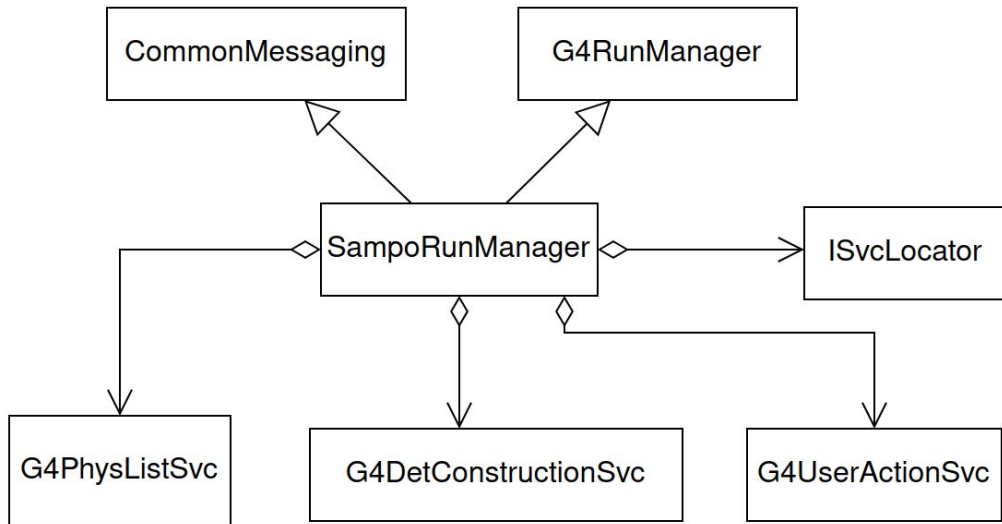 CommonMessaging
G4RunManager
SampoRunManager
ISvcLocator
G4PhysListSvc
G4DetConstructionSvc
G4UserActionSvc